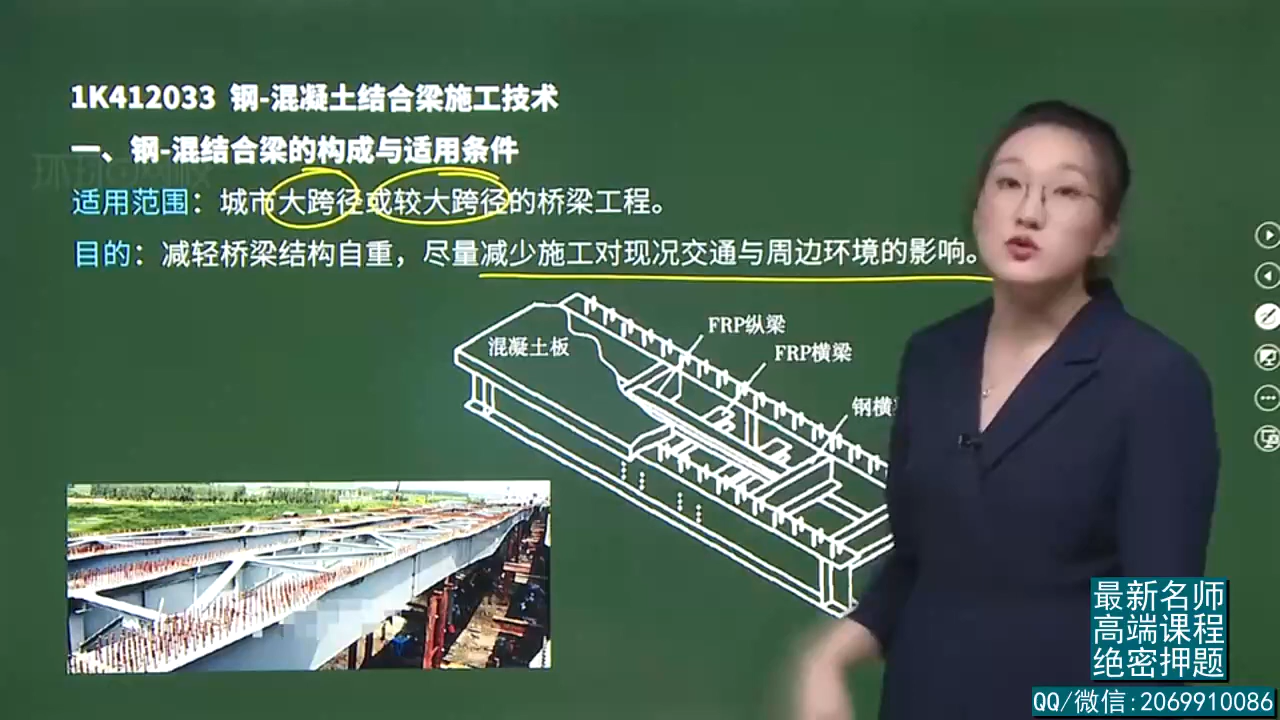 1K412033 钢-混凝土结合梁施工技术
一、钢-混结合梁的构成与适用条件
适用范围：城市大跨径或较大跨径的桥梁工程。
目的：减轻桥梁结构自重，尽量减少施工对现况交通与周边环境的影响。
FRP纵梁
混凝土板
FRP横梁
钢横
最新名师
高端课程
绝密押题
QQ/微信:2069910086